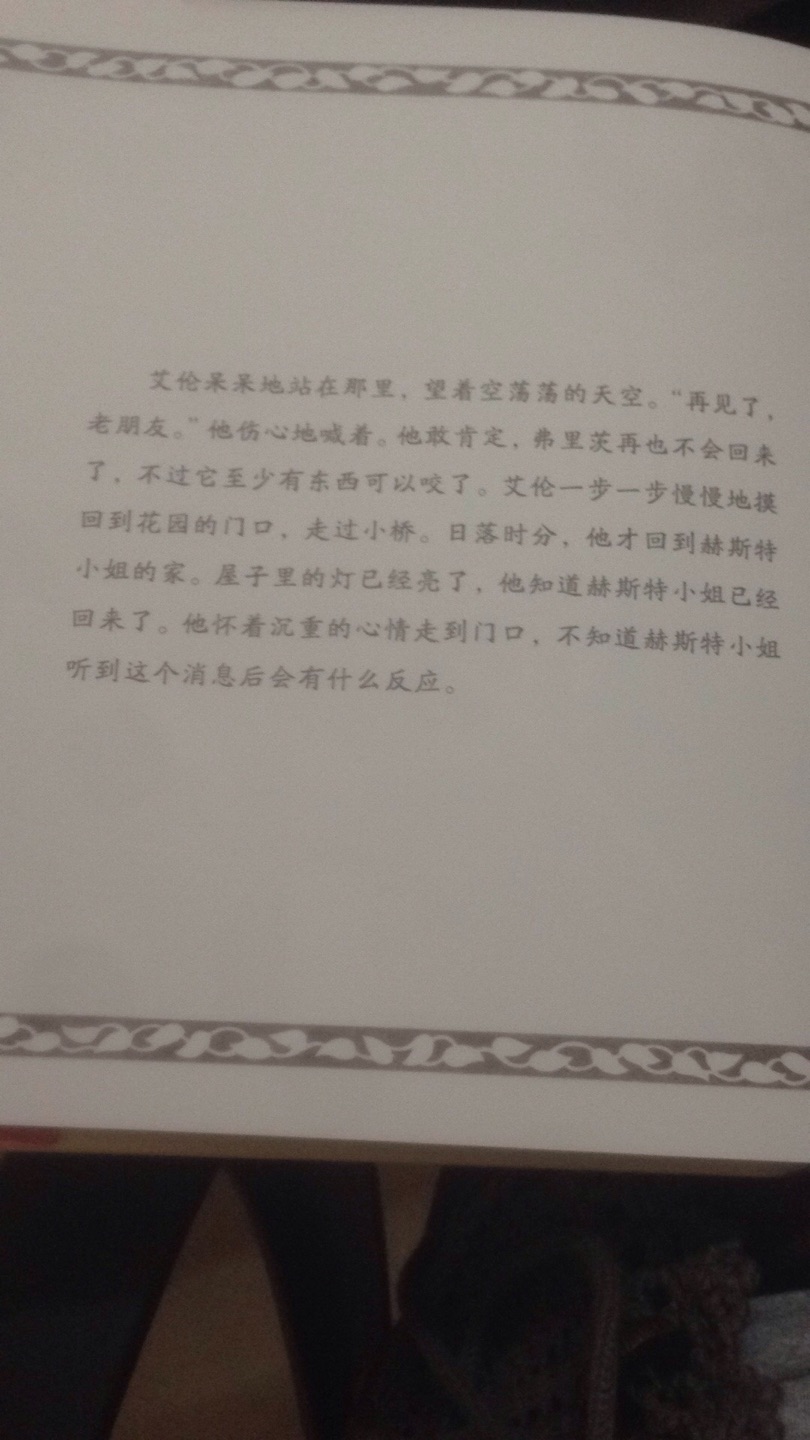 艾伦呆呆地站在那里，望着空荡荡的天空。“再见了，
老朋友。”他伤心地喊着。他敢肯定，弗里茨再也不会回来
了，不过它至少有东西可以咬了。艾伦一步一步慢慢地摸
回到花园的门口，走过小桥。日落时分，他才回到赫斯特
小姐的家。屋子里的灯已经亮了，他知道赫斯特小姐已经
回来了。他怀着沉重的心情走到门口，不知道赫斯特小姐
听到这个消息后会有什么反应。